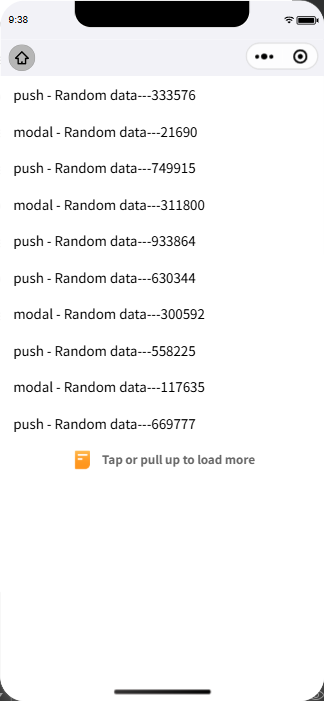 9:38
push - Random data---333576
modal - Random data---21690
push - Random data---749915
modal - Random data---311800
push - Random data---933864
push - Random data---630344
modal - Random data---300592
push - Random data---558225
modal - Random data---117635
push - Random data---669777
Tap or pull up to load more